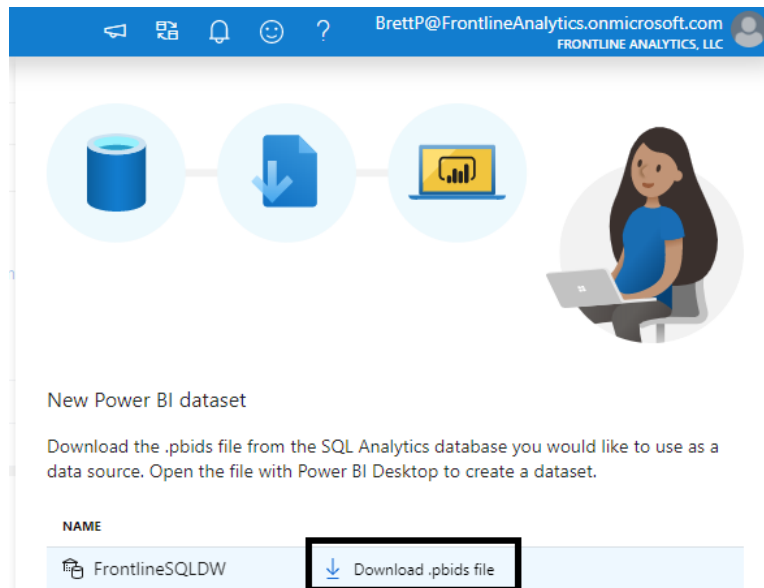 BrettP@FrontlineAnalytics.onmicrosoft.com
FRONTLINE ANALYTICS, LLC
New Power BI dataset
Download the .pbids file from the SQL Analytics database you would like to use as a
data source. Open the file with Power BI Desktop to create a dataset.
NAME
FrontlineSQLDW Download .pbids file